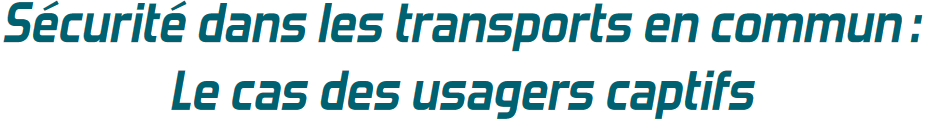 Sécurité dans les transports en commun :
Le cas des usagers captifs